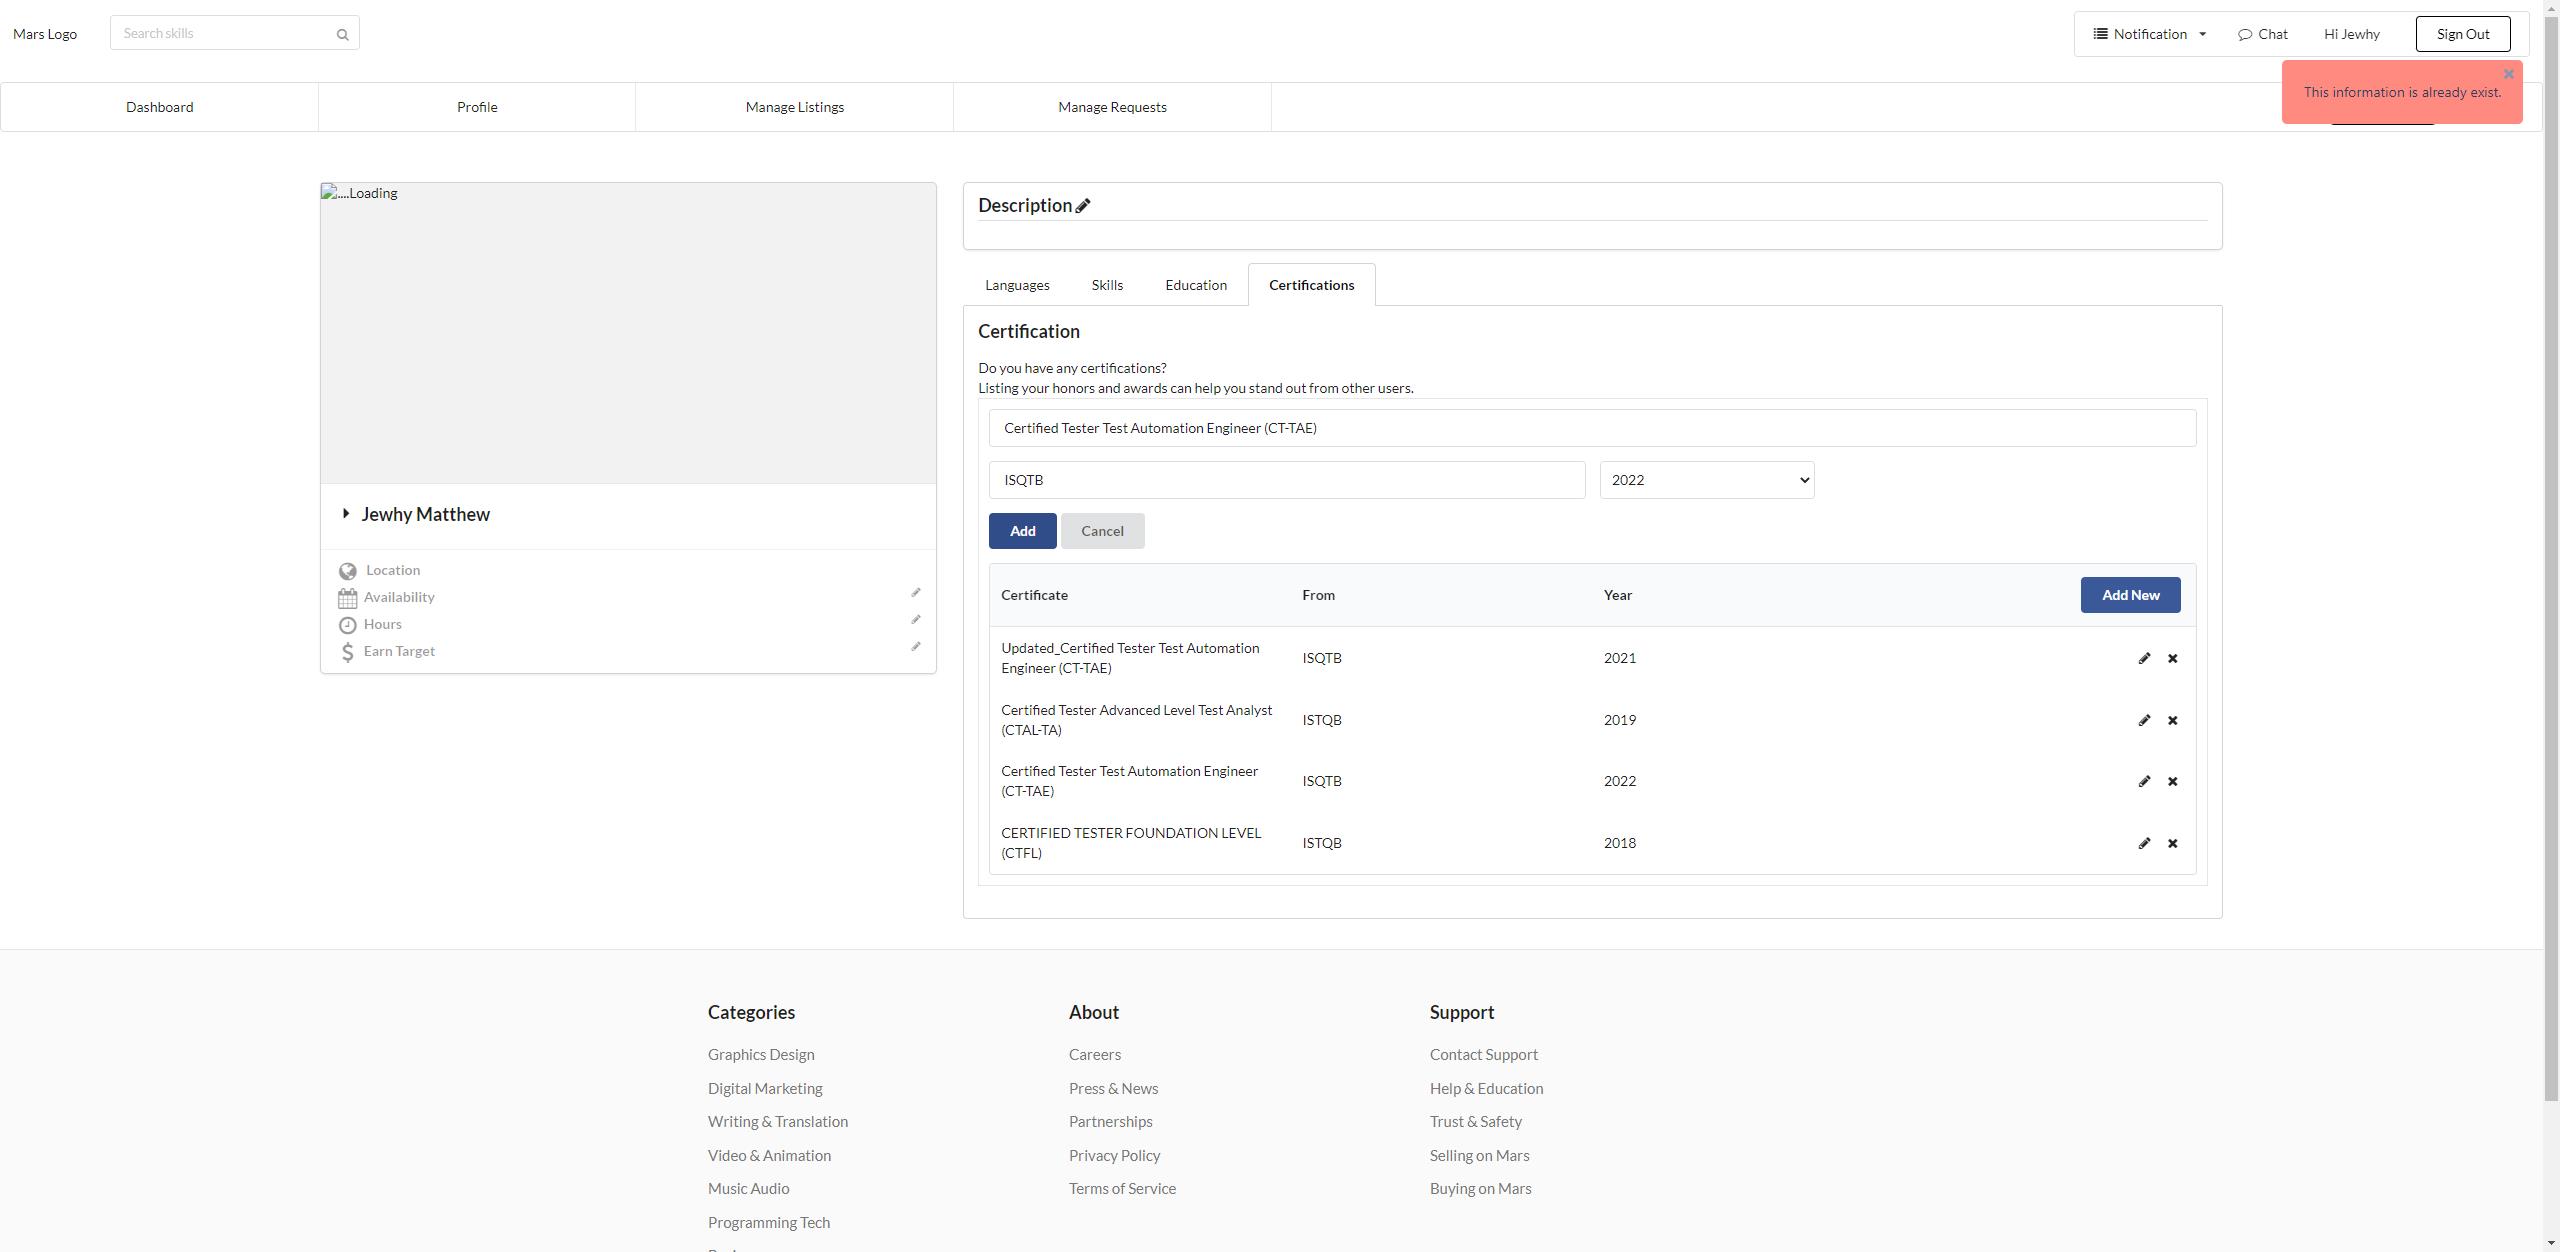 Mars Logo
Search skills
Notification
Chat
Hi Jewhy
Sign Out
This information is already exist.
Dashboard
Profile
Manage Listings
Manage Requests
....Loading
Jewhy Matthew
Location
Availability
Hours
Earn Target
Description
Languages
Skills
Education
Certifications
Certification
Do you have any certifications?
Listing your honors and awards can help you stand out from other users.
Certified Tester Test Automation Engineer (CT-TAE)
ISQTB
2022
Add
Cancel
Certificate From Year Add New
Updated_Certified Tester Test Automation
Engineer (CT-TAE)
ISQTB
2021
Certified Tester Advanced Level Test Analyst
(CTAL-TA)
ISTQB
2019
Certified Tester Test Automation Engineer
(CT-TAE)
ISQTB
2022
CERTIFIED TESTER FOUNDATION LEVEL
(CTFL)
ISTQB
2018
Categories
Graphics Design
Digital Marketing
Writing & Translation
Video & Animation
Music Audio
Programming Tech
About
Careers
Press & News
Partnerships
Privacy Policy
Terms of Service
Support
Contact Support
Help & Education
Trust & Safety
Selling on Mars
Buying on Mars